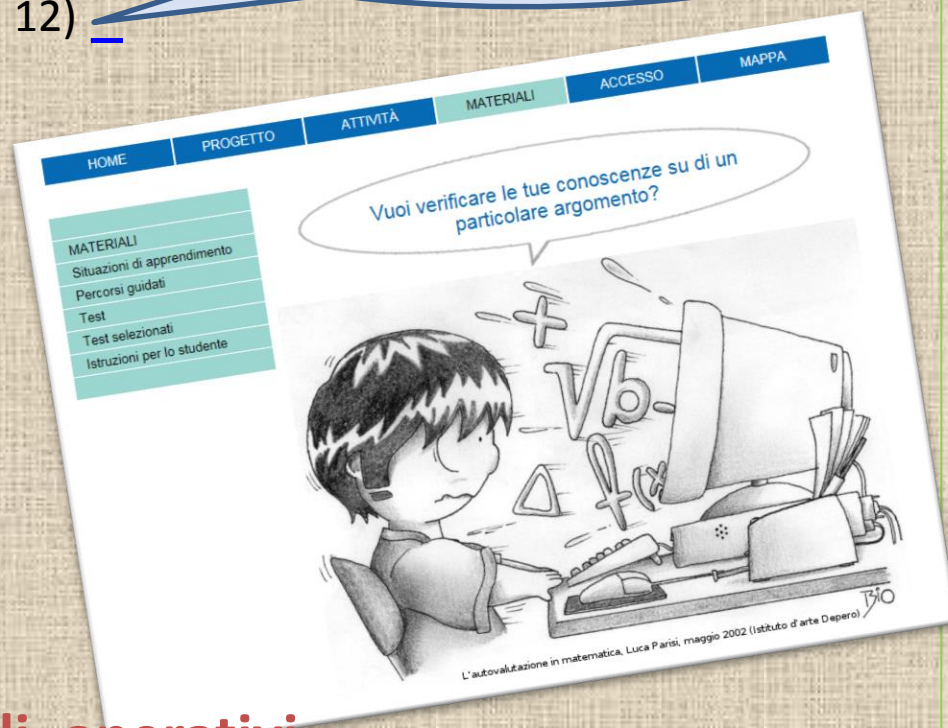 12)
HOME PROGETTO ATTIVITÀ MATERIALI ACCESSO MAPPA
MATERIALI
Situazioni di apprendimento
Percorsi guidati
Test
Test selezionati
Istruzioni per lo studente
Vuoi verificare le tue conoscenze su di un
particolare argomento?
L'autovalutazione in matematica, Luca Parisi, maggio 2002 (Istituto d'arte Depero)